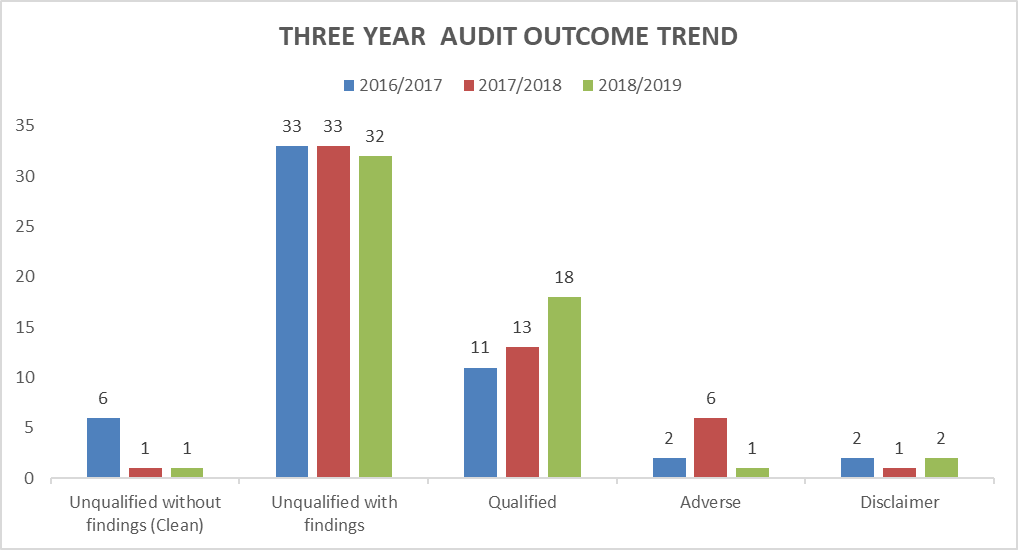 THREE YEAR  AUDIT OUTCOME TREND
2016/2017 2017/2018 2018/2019
35
30
25
20
15
10
5
0
6 1 1
33 33 32
11 13 18
2 6 1
2 1 2
Unqualified without
findings (Clean)
Unqualified with
findings
Qualified
Adverse
Disclaimer